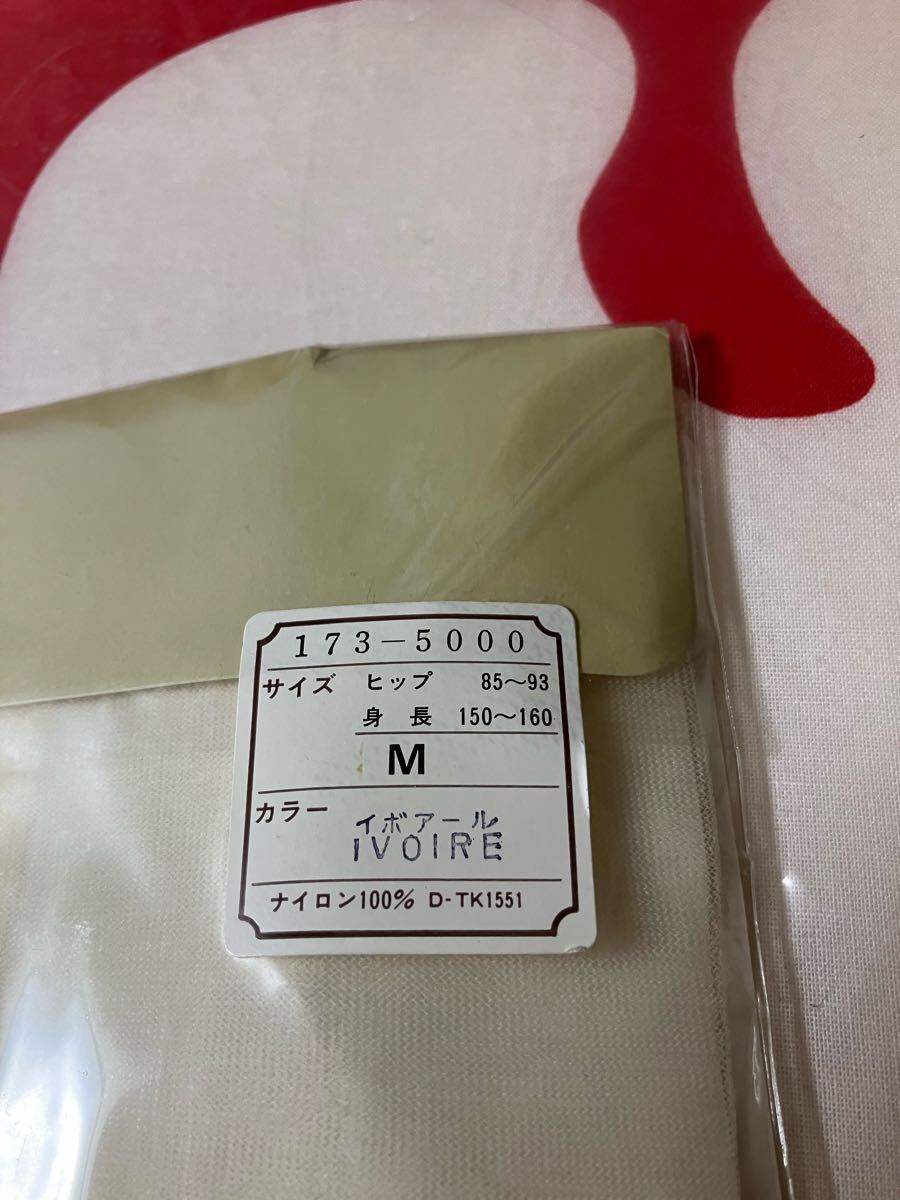 173-5000
サイズ ヒップ 85〜93
身長 150〜160
M
カラー イボアール
IVOIRE
ナイロン100% D-TK1551